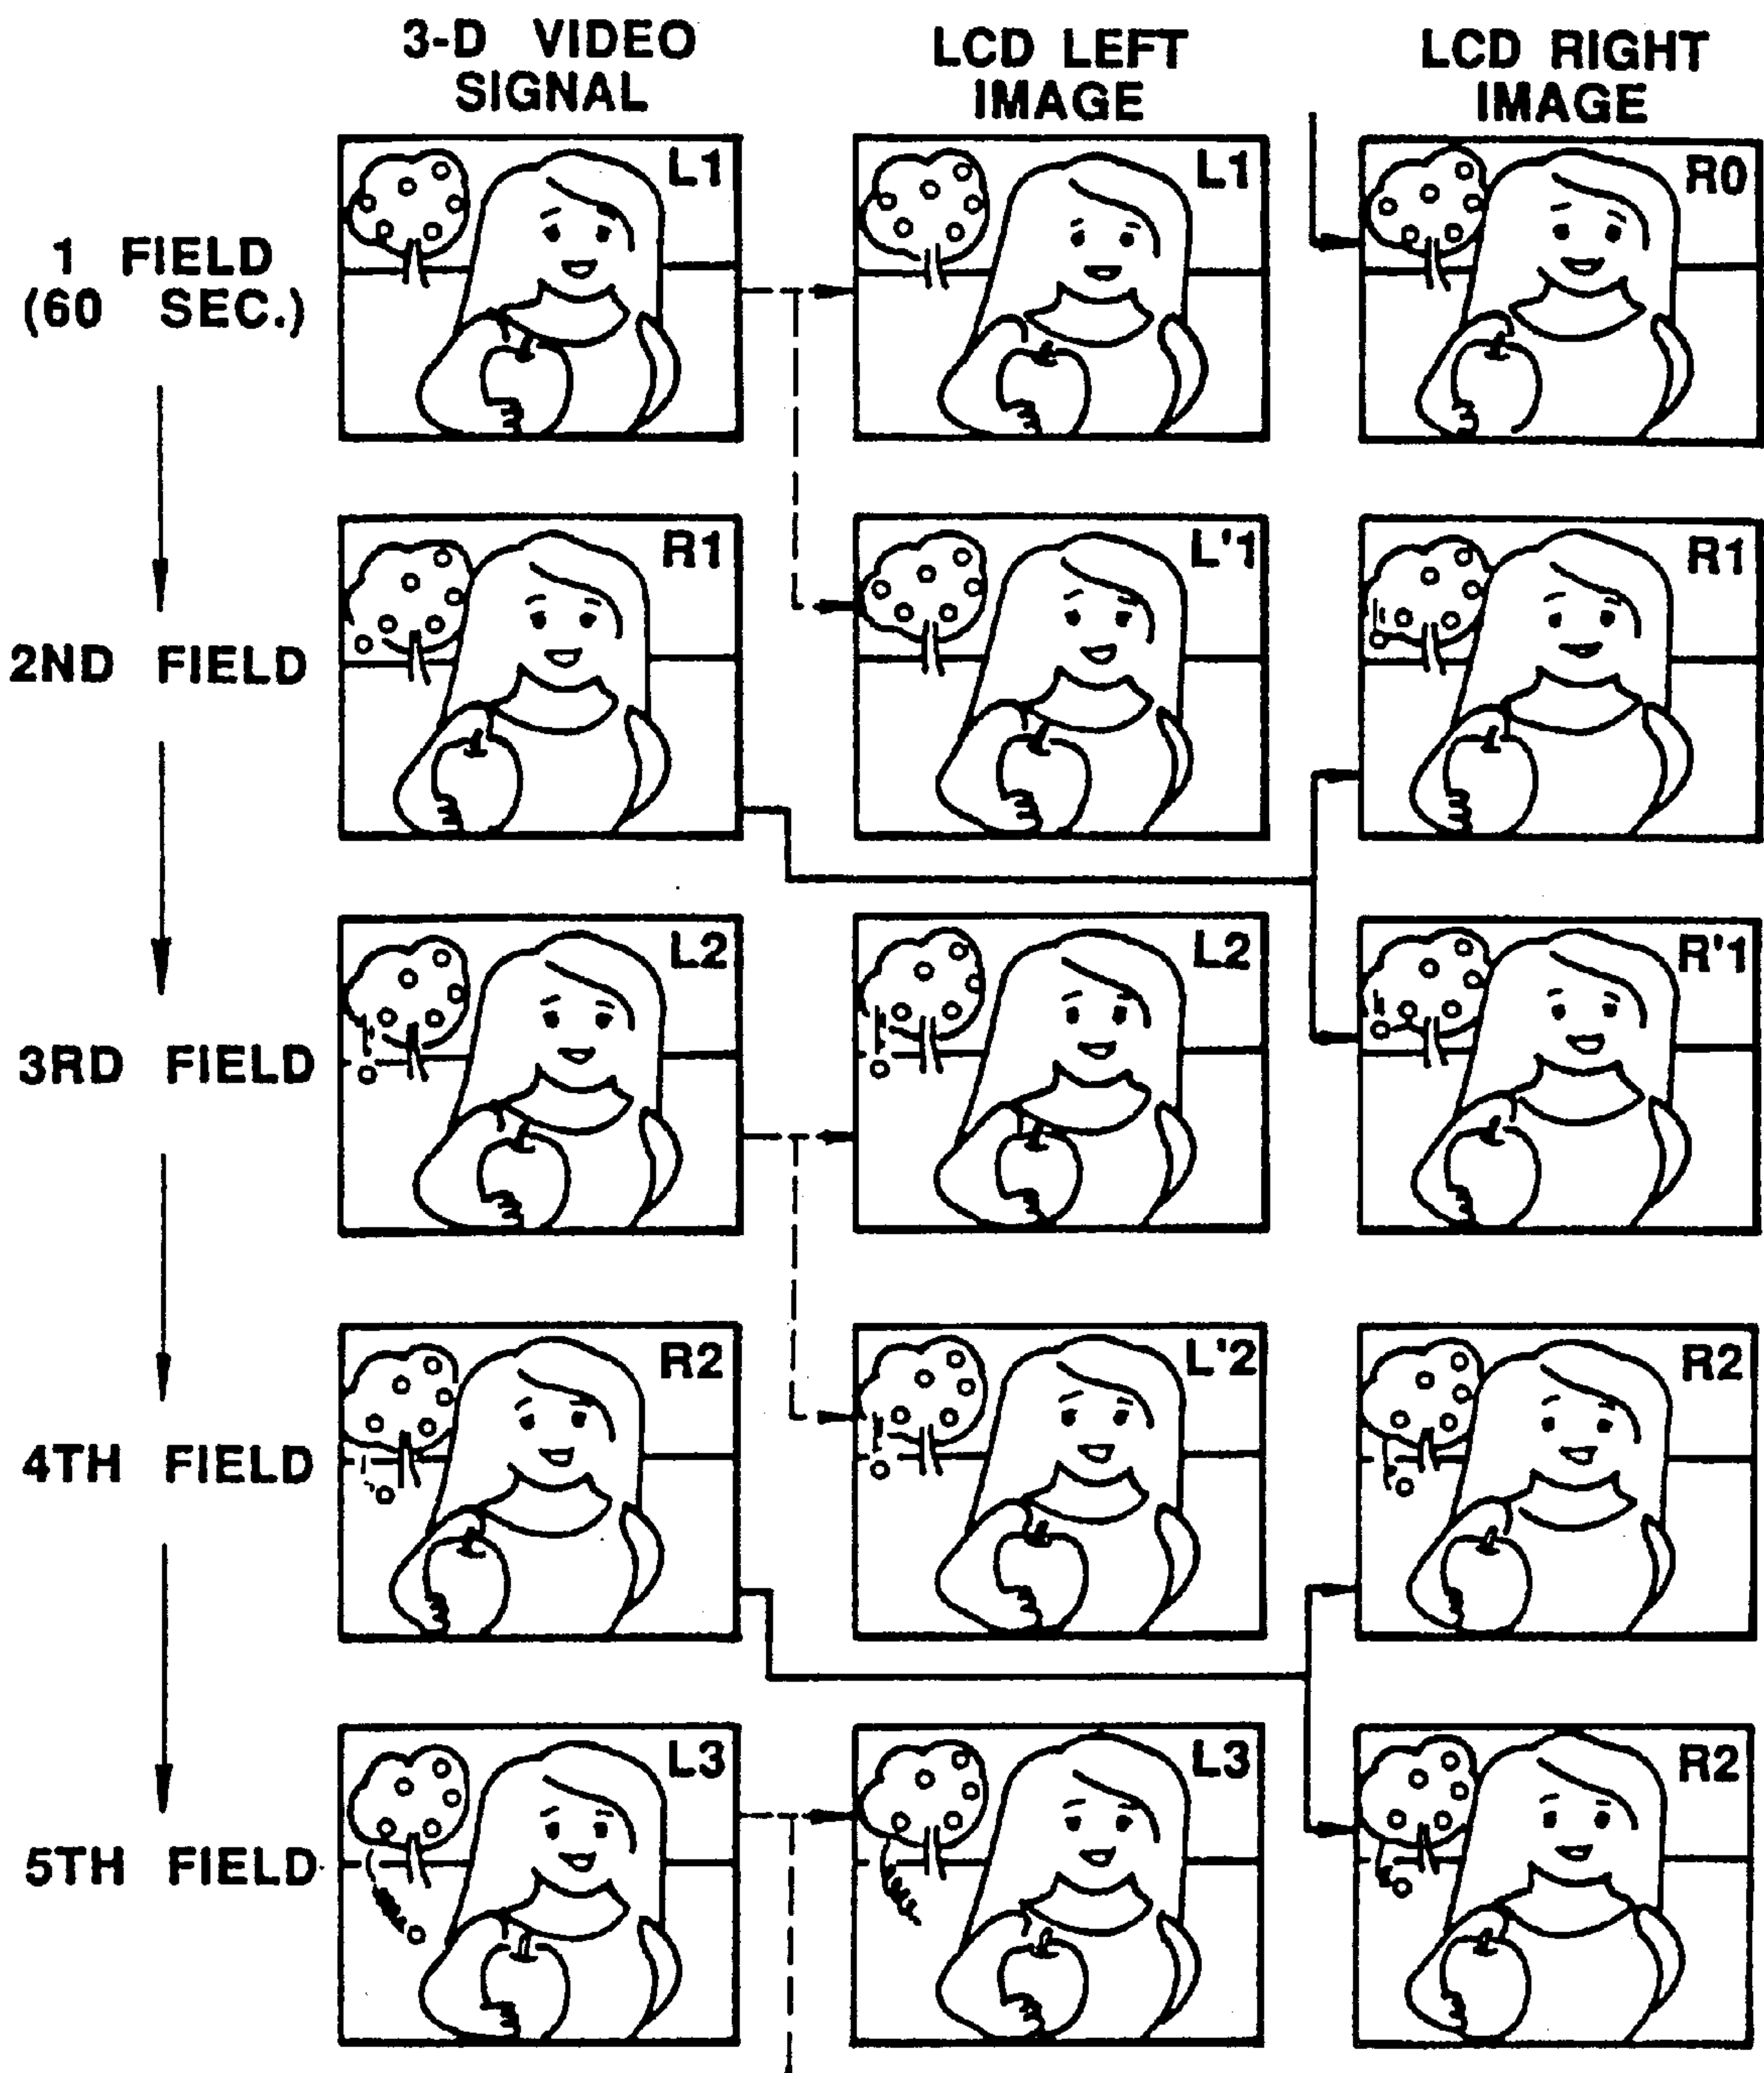 3-D VIDEO
SIGNAL
LCD LEFT
IMAGE
LCD RIGHT
IMAGE
1 FIELD
(60 SEC.)
L1
L1
R0
2ND FIELD
R1
L'1
R1
3RD FIELD
L2
L2
R'1
4TH FIELD
R2
L'2
R2
5TH FIELD
L3
L3
R2